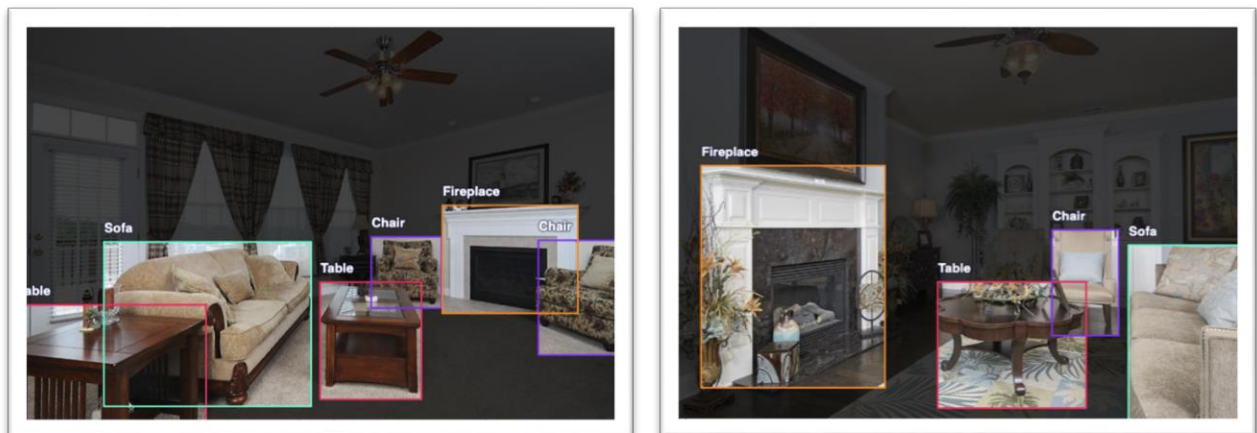 Fireplace
Chair
Chair
Sofa
Table
able
Fireplace
Chair
Sofa
Table